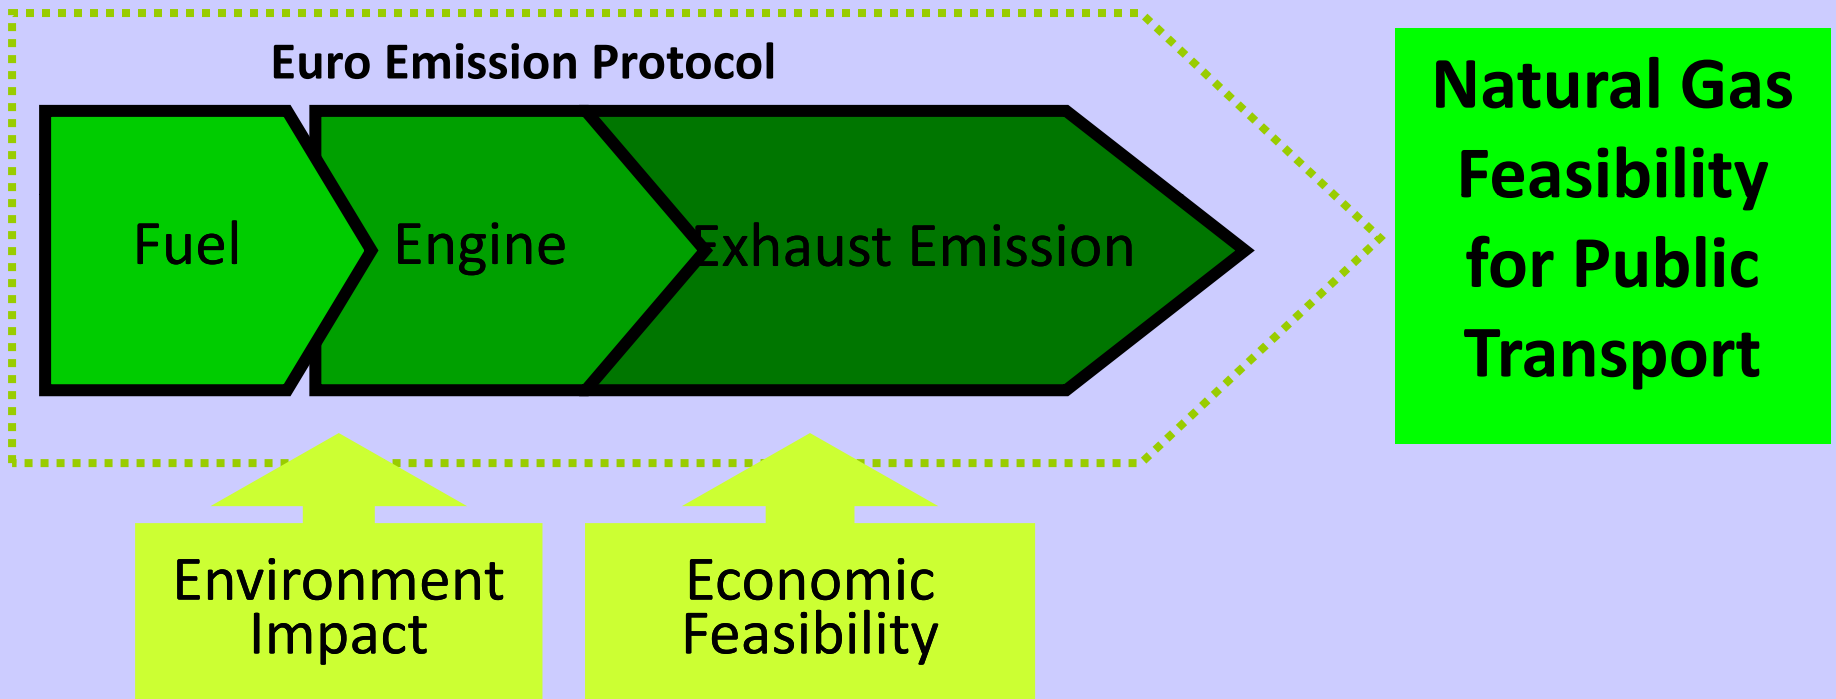 Euro Emission Protocol
Fuel
Engine
Exhaust Emission
Natural Gas
Feasibility
for Public
Transport
Environment
Impact
Economic
Feasibility